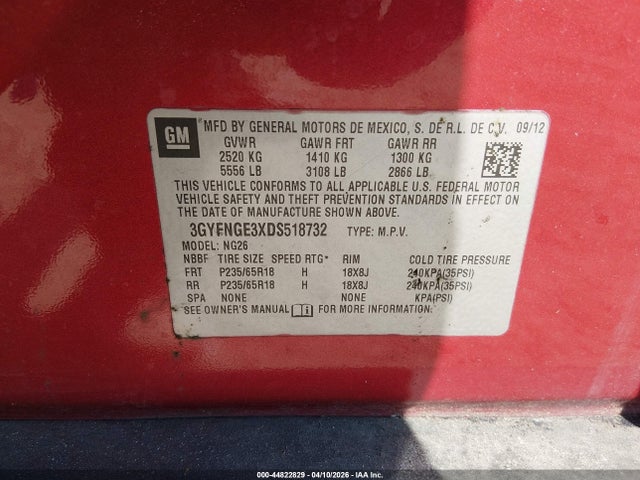 GM MFD BY GENERAL MOTORS DE MEXICO, S. DE R.L. DE C.V. 09/12
GVWR GAWR FRT GAWR RR
2520 KG 1410 KG 1300 KG
5556 LB 3108 LB 2866 LB
THIS VEHICLE CONFORMS TO ALL APPLICABLE U.S. FEDERAL MOTOR
VEHICLE SAFETY AND THEFT PREVENTION STANDARDS IN EFFECT ON
THE DATE OF MANUFACTURE SHOWN ABOVE.
3GYFNGE3XDS518732 TYPE: M.P.V.
MODEL: NG26
NBBF TIRE SIZE SPEED RTG* RIM COLD TIRE PRESSURE
FRT P235/65R18 H 18X8J 240KPA(35PSI)
RR P235/65R18 H 18X8J 240KPA(35PSI)
SPA NONE NONE KPA(PSI)
SEE OWNER'S MANUAL FOR MORE INFORMATION.
000-44822829 - 04/10/2026 - IAA Inc.